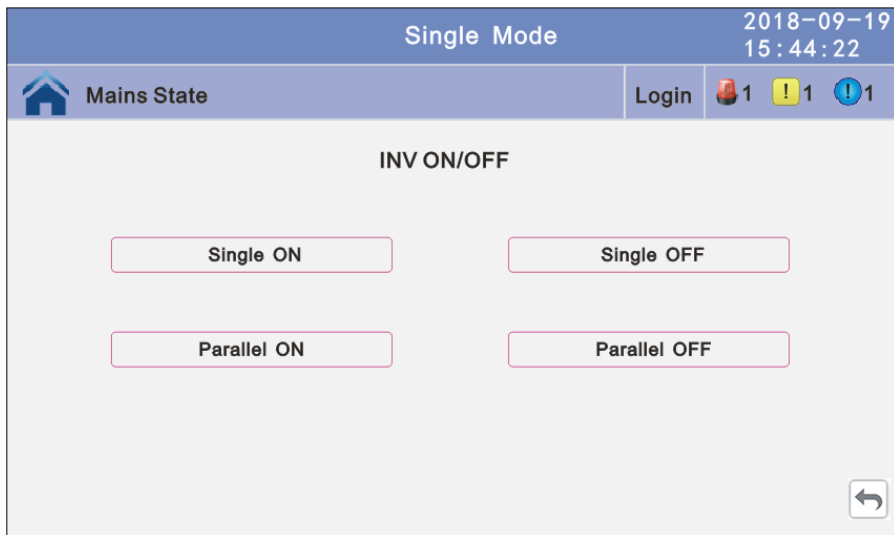 Single Mode
2018-09-19
15:44:22
Mains State
Login
1
! 1
! 1
INV ON/OFF
Single ON
Single OFF
Parallel ON
Parallel OFF